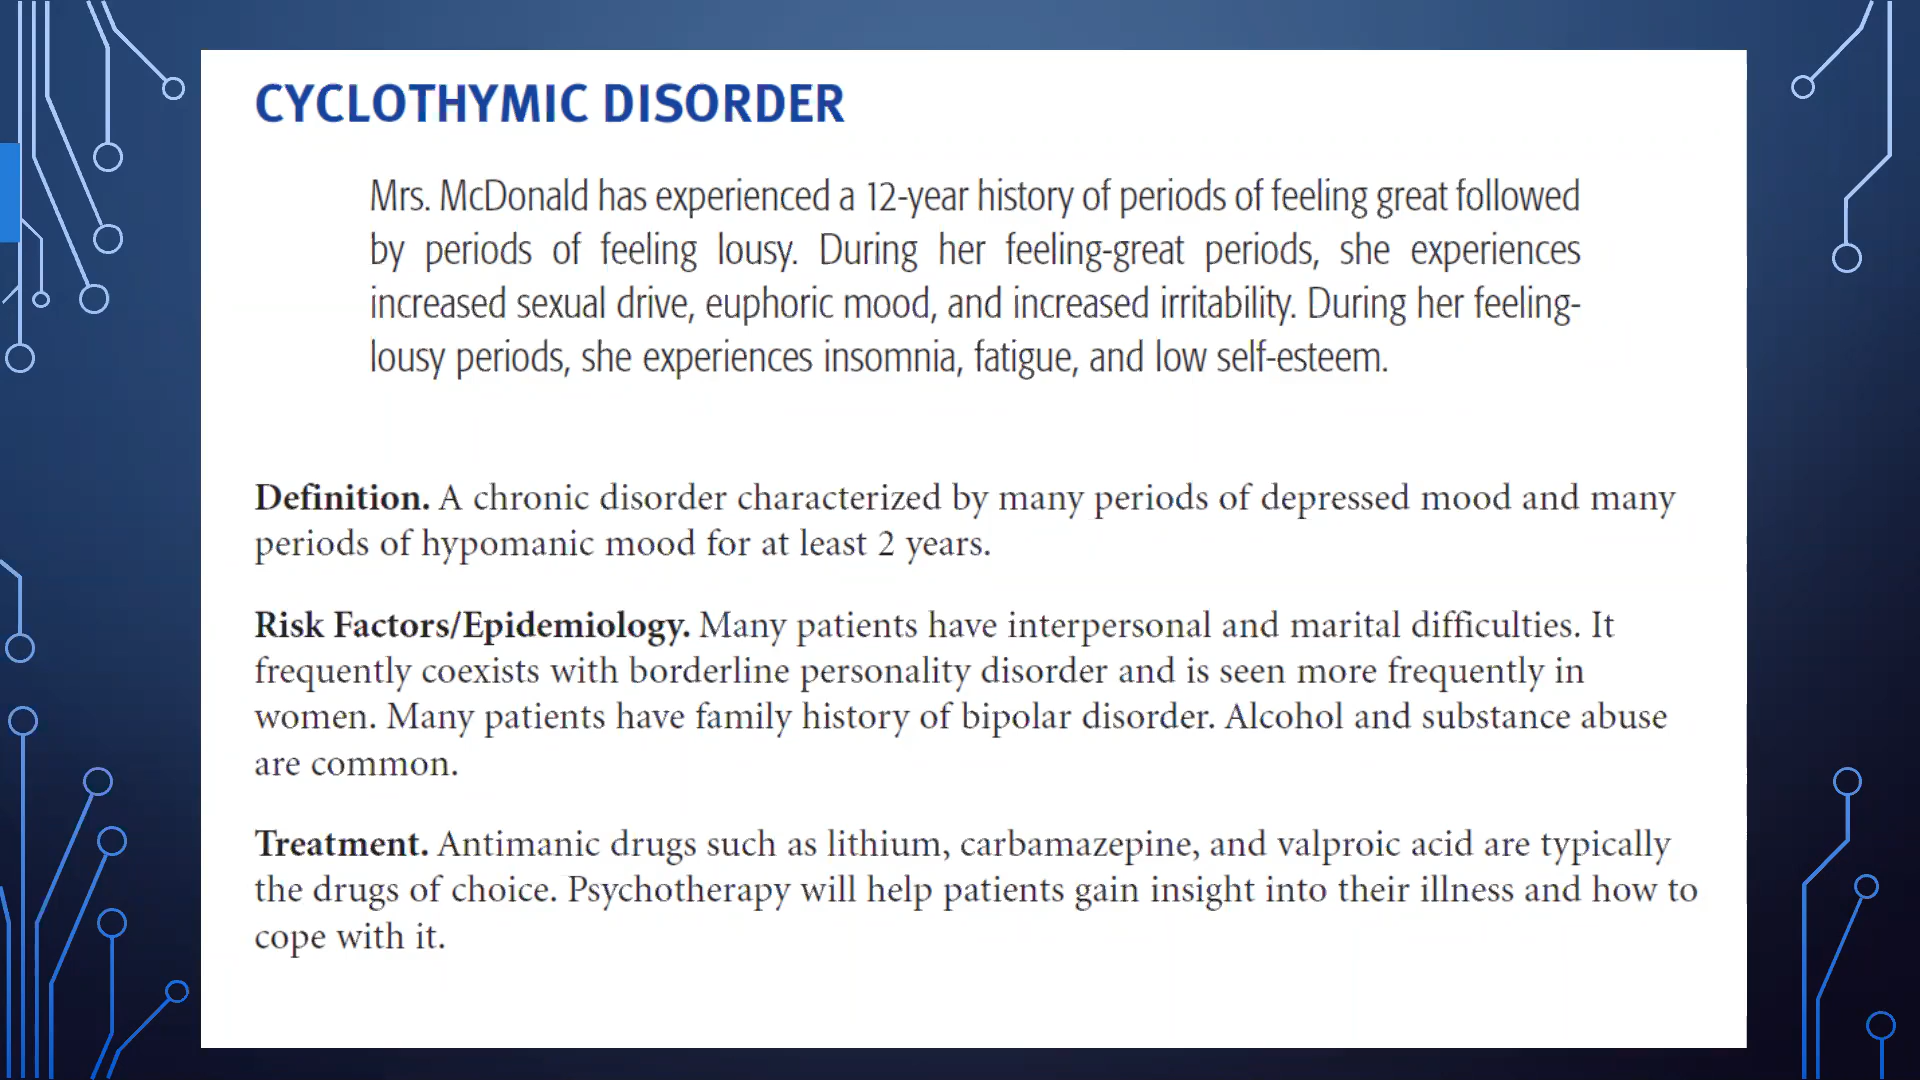 CYCLOTHYMIC DISORDER
Mrs. McDonald has experienced a 12-year history of periods of feeling great followed
by periods of feeling lousy. During her feeling-great periods, she experiences
increased sexual drive, euphoric mood, and increased irritability. During her feeling-
lousy periods, she experiences insomnia, fatigue, and low self-esteem.
Definition. A chronic disorder characterized by many periods of depressed mood and many
periods of hypomanic mood for at least 2 years.
Risk Factors/Epidemiology. Many patients have interpersonal and marital difficulties. It
frequently coexists with borderline personality disorder and is seen more frequently in
women. Many patients have family history of bipolar disorder. Alcohol and substance abuse
are common.
Treatment. Antimanic drugs such as lithium, carbamazepine, and valproic acid are typically
the drugs of choice. Psychotherapy will help patients gain insight into their illness and how to
cope with it.